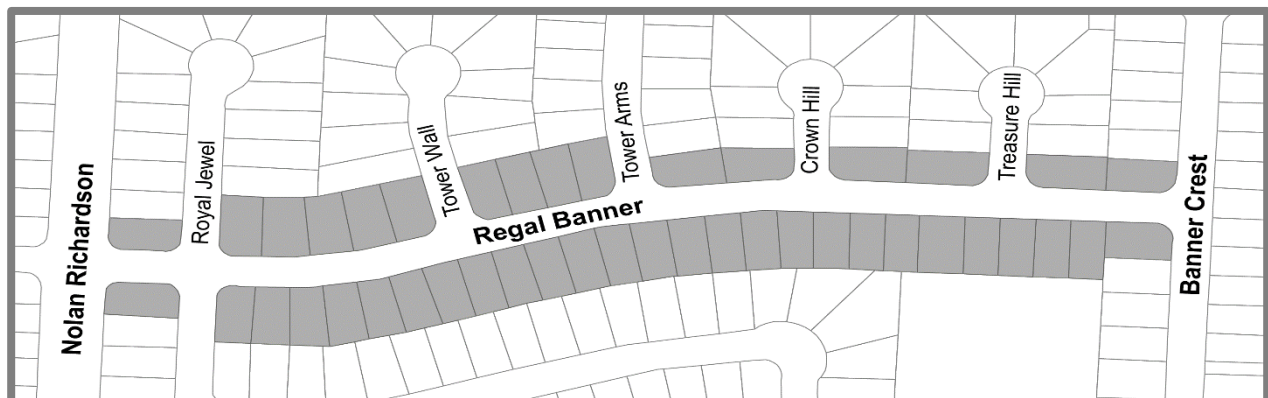 Nolan Richardson
Royal Jewel
Tower Wall
Regal Banner
Tower Arms
Crown Hill
Treasure Hill
Banner Crest